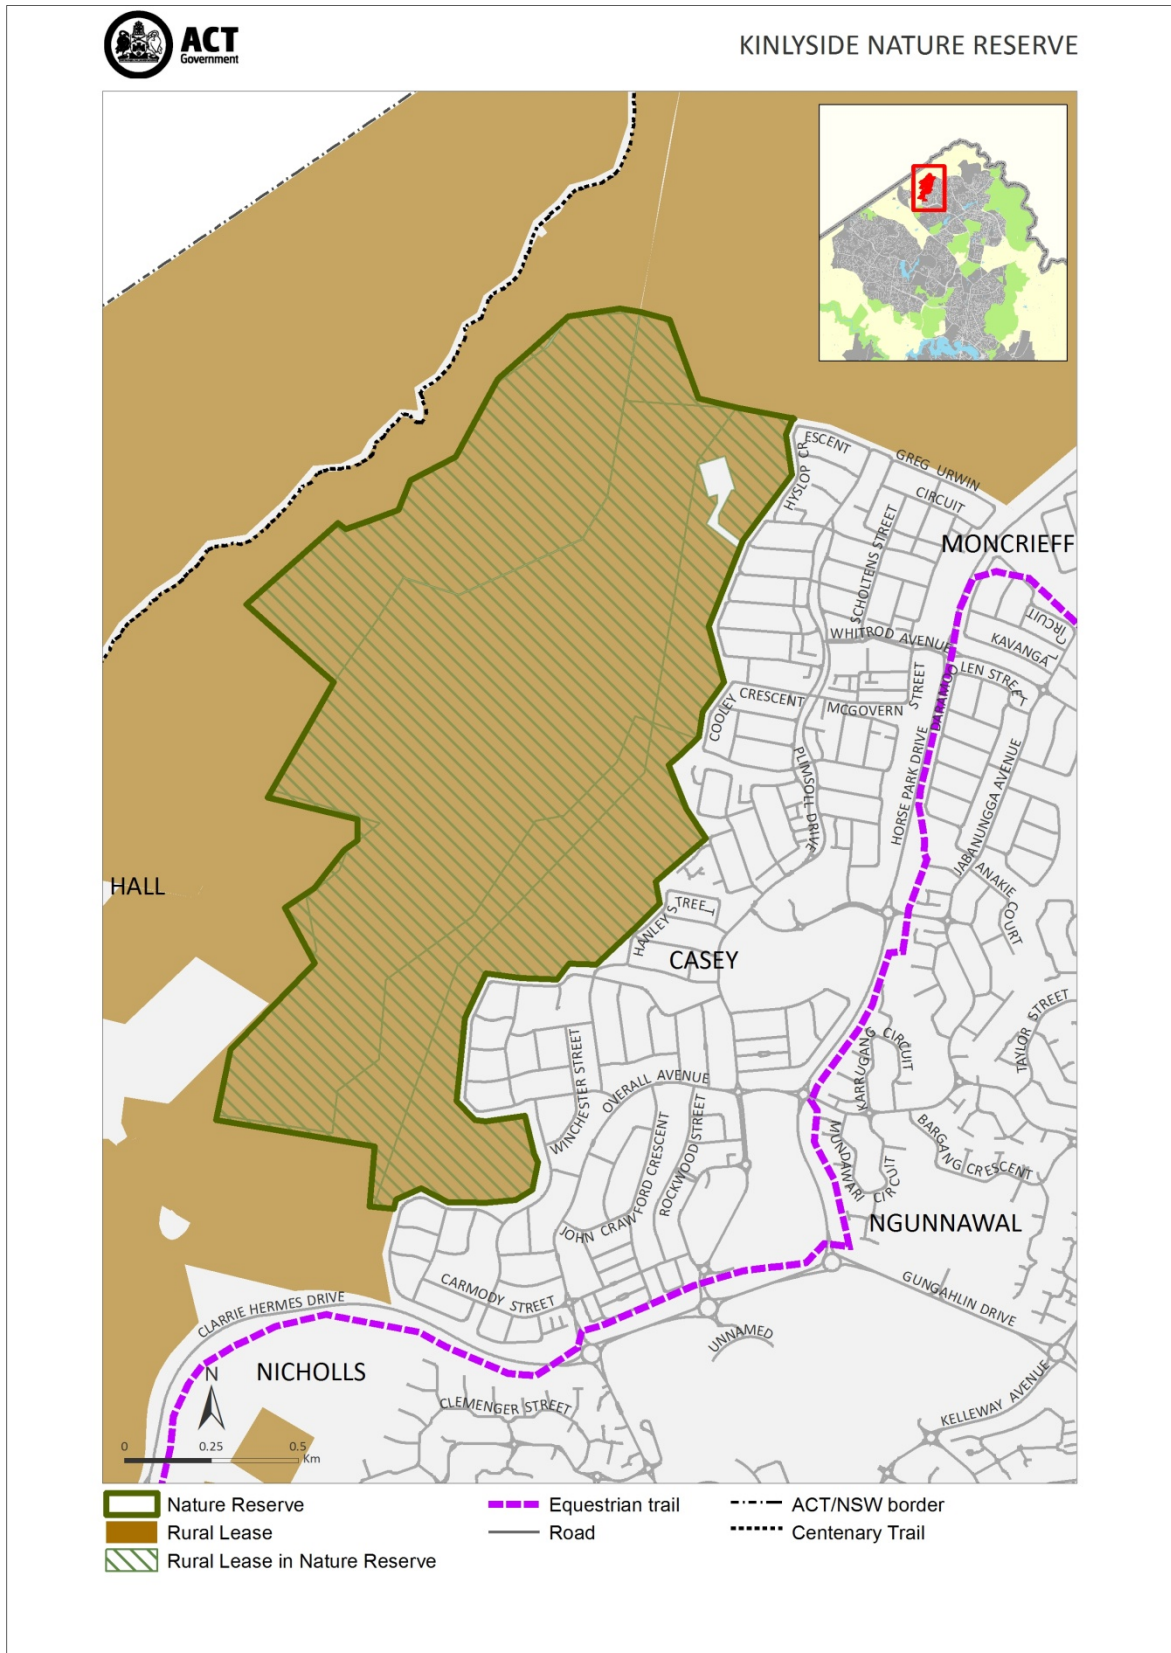 ACT
Government
KINLYSIDE NATURE RESERVE
ESCENT
HYSLOP CR
GREG URWIN
CIRCUIT
SCHOLTENS STREET
MONCRIEFF
IRCUIT
C
KAVANGA
L
WHITROD AVENUE
LEN STREET
DARAMOO
STREET
CRESCENT
COOLEY
MCGOVERN
PLIMSOLL DRIVE
HORSE PARK DRIVE
JABANUNGGA AVENUE
ANAKIE
COURT
HALL
HANLEY STREET
CASEY
TAYLOR STREET
KARRUGANG CIRCUIT
WINCHESTER STREET
OVERALL AVENUE
JOHN CRAWFORD CRESCENT
ROCKWOOD STREET
MUNDAWARI CIRCUIT
BARGANG CRESCENT
NGUNNAWAL
GUNGAHLIN DRIVE
CARMODY STREET
CLARRIE HERMES DRIVE
UNNAMED
NICHOLLS
CLEMENGER STREET
KELLEWAY AVENUE
N
0 0.25 0.5
Km
Nature Reserve
Rural Lease
Rural Lease in Nature Reserve
Equestrian trail
Road
ACT/NSW border
Centenary Trail